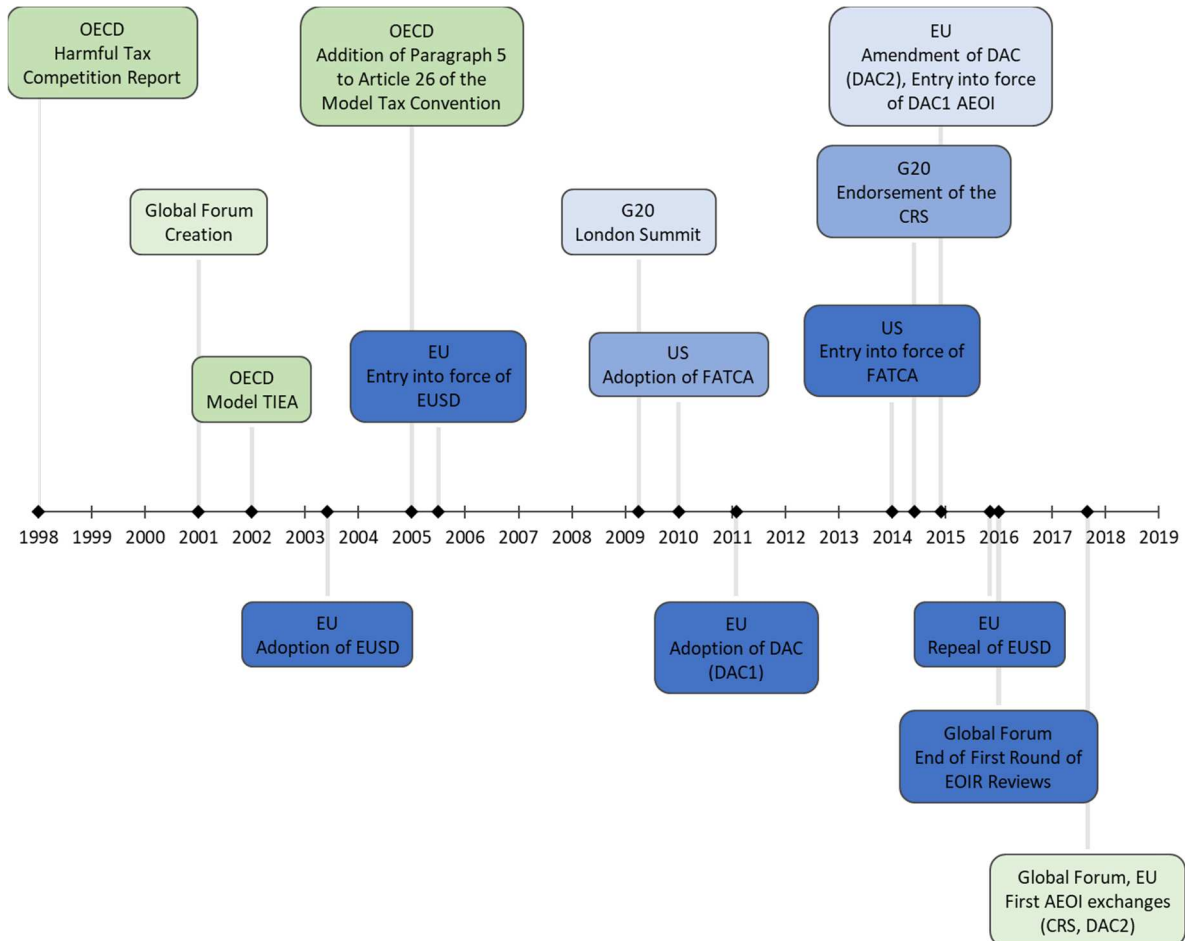 OECD
Harmful Tax
Competition Report
OECD
Addition of Paragraph 5
to Article 26 of the
Model Tax Convention
EU
Amendment of DAC
(DAC2), Entry into force
of DAC1 AEOI
G20
Endorsement of the
CRS
Global Forum
Creation
G20
London Summit
US
Entry into force of
FATCA
EU
Entry into force of
EUSD
US
Adoption of FATCA
OECD
Model TIEA
1998 1999 2000 2001 2002 2003 2004 2005 2006 2007 2008 2009 2010 2011 2012 2013 2014 2015 2016 2017 2018 2019
EU
Adoption of EUSD
EU
Adoption of DAC
(DAC1)
EU
Repeal of EUSD
Global Forum
End of First Round of
EOIR Reviews
Global Forum, EU
First AEOI exchanges
(CRS, DAC2)